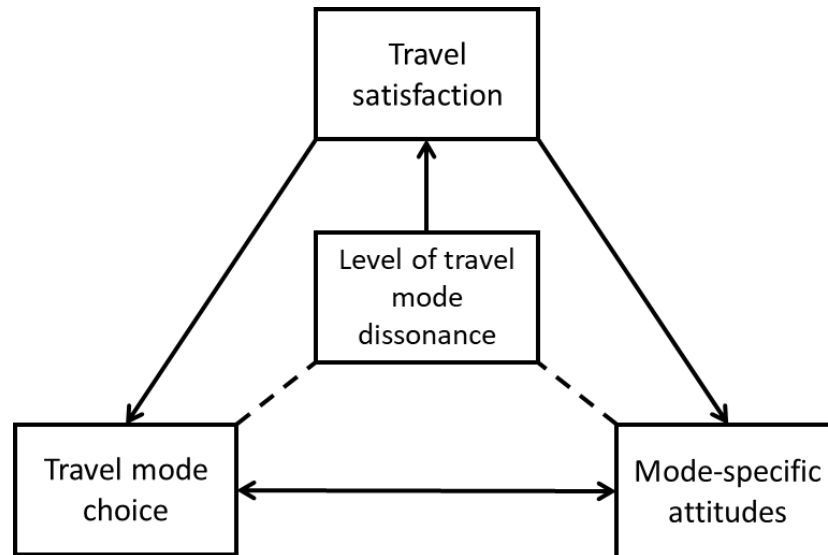 Travel
satisfaction
Level of travel
mode
dissonance
Travel mode
choice
Mode-specific
attitudes